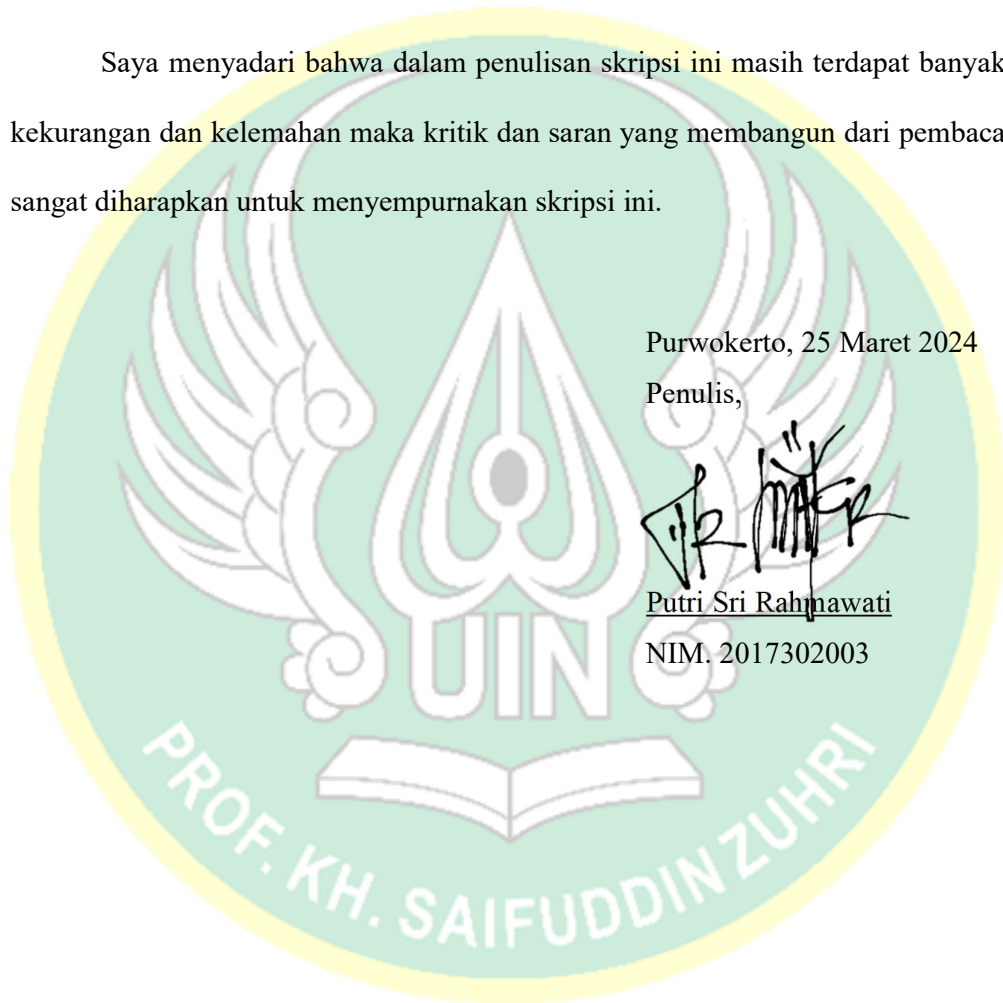 Saya menyadari bahwa dalam penulisan skripsi ini masih terdapat banyak
kekurangan dan kelemahan maka kritik dan saran yang membangun dari pembaca
sangat diharapkan untuk menyempurnakan skripsi ini.
Purwokerto, 25 Maret 2024
Penulis,
Putri Sri Rahmawati
NIM. 2017302003
UIN
PROF. KH. SAIFUDDIN ZUHRI